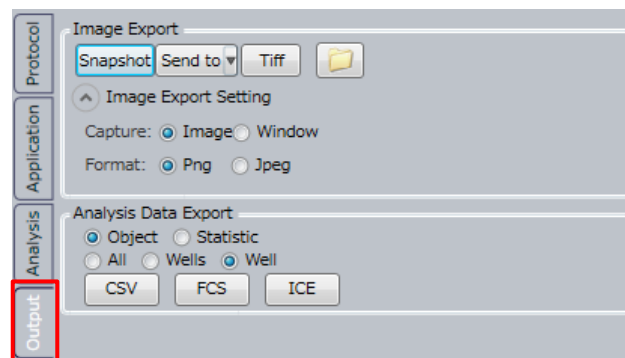 Protocol
Application
Analysis
Output
Image Export
Snapshot Send to Tiff
Image Export Setting
Capture: Image Window
Format: Png Jpeg
Analysis Data Export
Object Statistic
All Wells Well
CSV FCS ICE